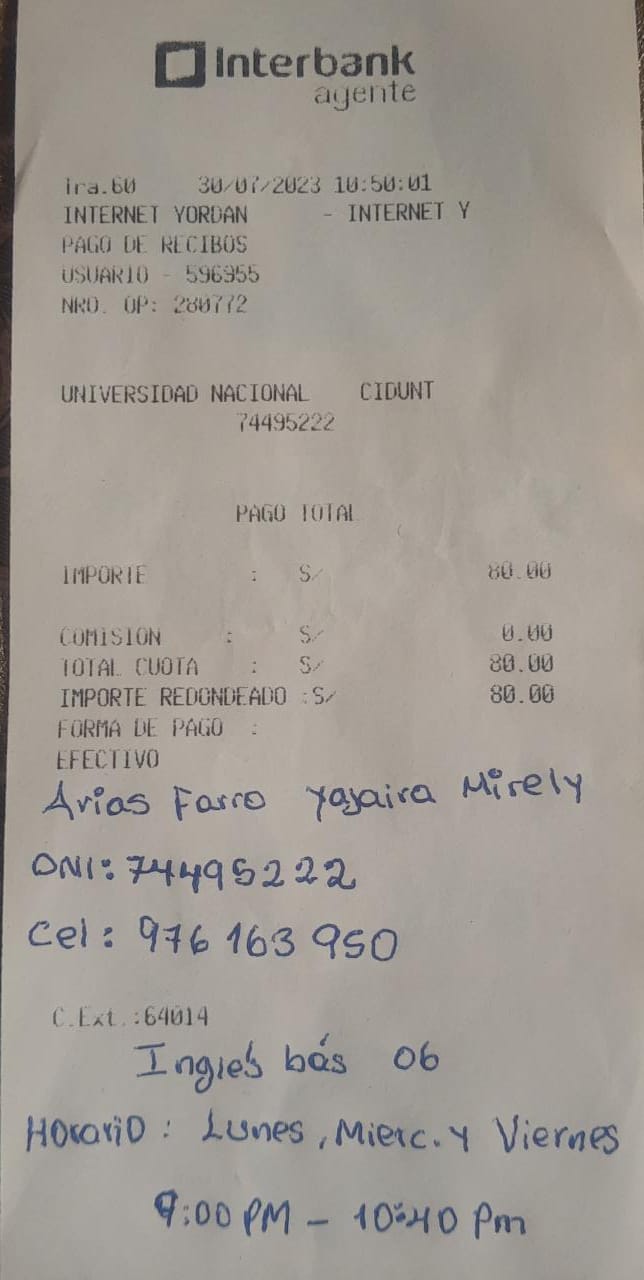 Interbank
agente
Tra.60 30/07/2023 10:50:01
INTERNET YORDAN - INTERNET Y
PAGO DE RECIBOS
USUARIO - 596955
NRO. OP: 280772
UNIVERSIDAD NACIONAL CIDUNT
74495222
PAGO TOTAL
IMPORTE : S/ 80.00
COMISION : S/ 0.00
TOTAL CUOTA : S/ 80.00
IMPORTE REDONDEADO :S/ 80.00
FORMA DE PAGO :
EFECTIVO
Arias Farro Yajaira Mirely
DNI: 74495222
Cel: 976 163 950
C.Ext.:64014
Inglés bás 06
Horario: Lunes, Mierc. y Viernes
9:00 PM - 10:40 Pm